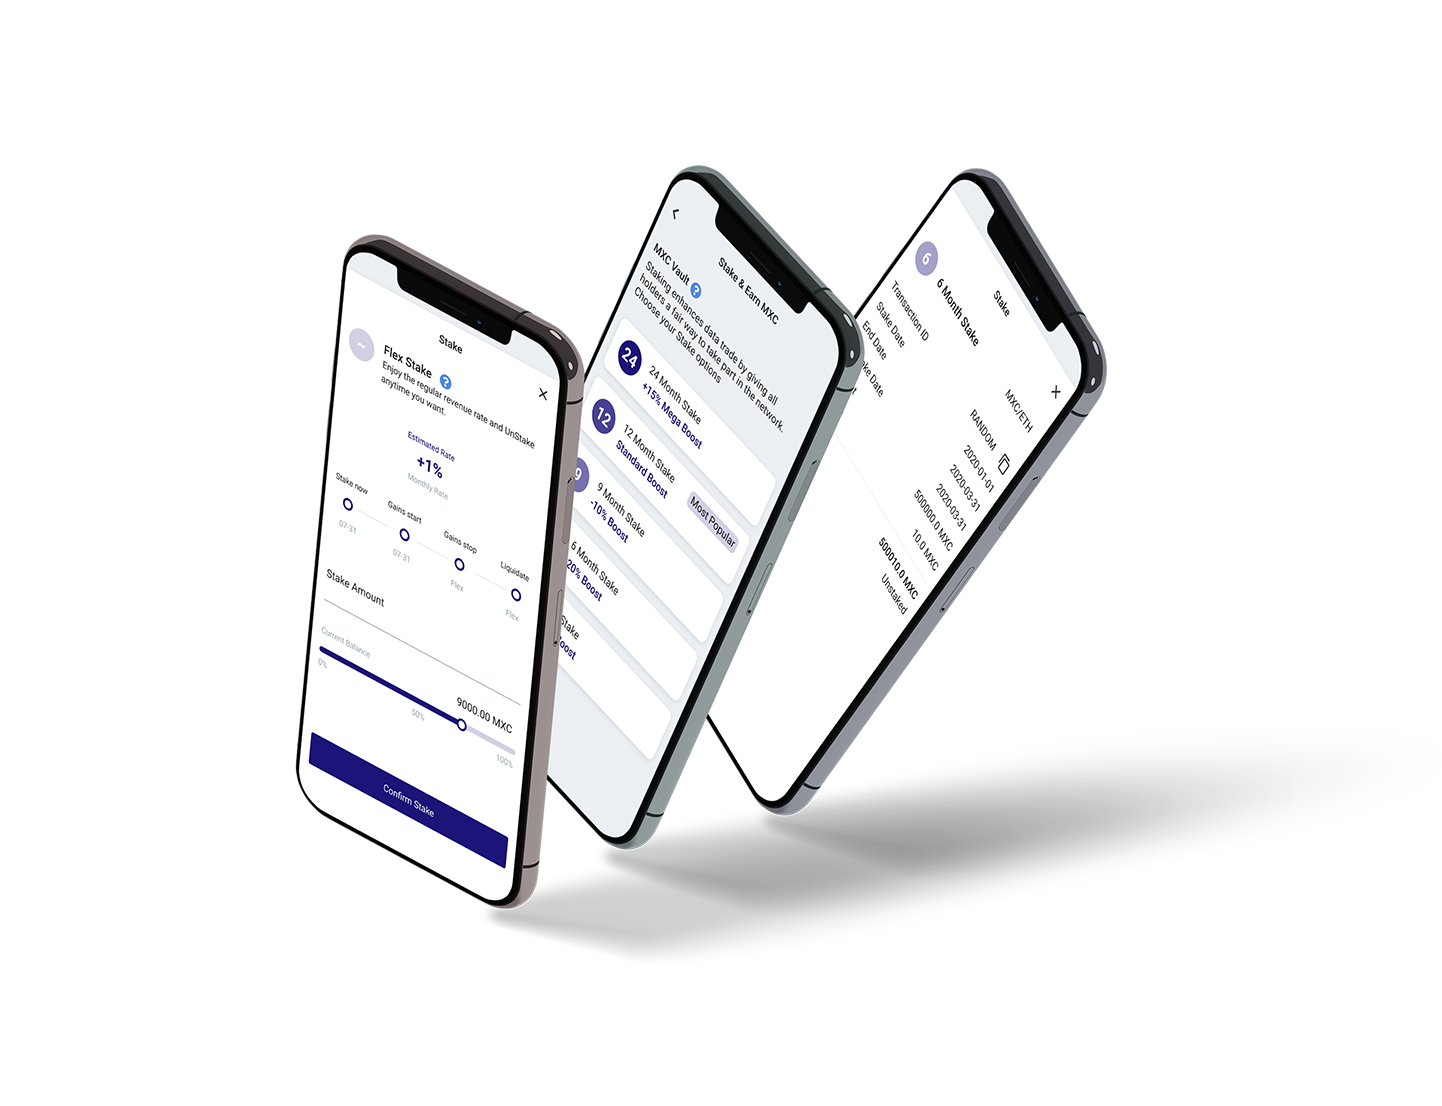 Stake
~
Flex Stake ?
Enjoy the regular revenue rate and UnStake
anytime you want.
Estimated Rate
+1%
Monthly Rate
Stake now
Gains start
Gains stop
Liquidate
07-31
07-31
Flex
Flex
Stake Amount
Current Balance
9000.00 MXC
0%
50%
100%
Confirm Stake
Stake & Earn MXC
MXC Vault ?
Staking enhances data trade by giving all
holders a fair way to take part in the network.
Choose your Stake options
24
24 Month Stake
+15% Mega Boost
12
12 Month Stake
Standard Boost
Most Popular
9
9 Month Stake
-10% Boost
6 Month Stake
20% Boost
Stake
oost
Stake
6
6 Month Stake
MXC/ETH
Transaction ID
RANDOM
Stake Date
2020-01-01
End Date
2020-03-31
ke Date
2020-03-31
500000.0 MXC
10.0 MXC
500010.0 MXC
Unstaked